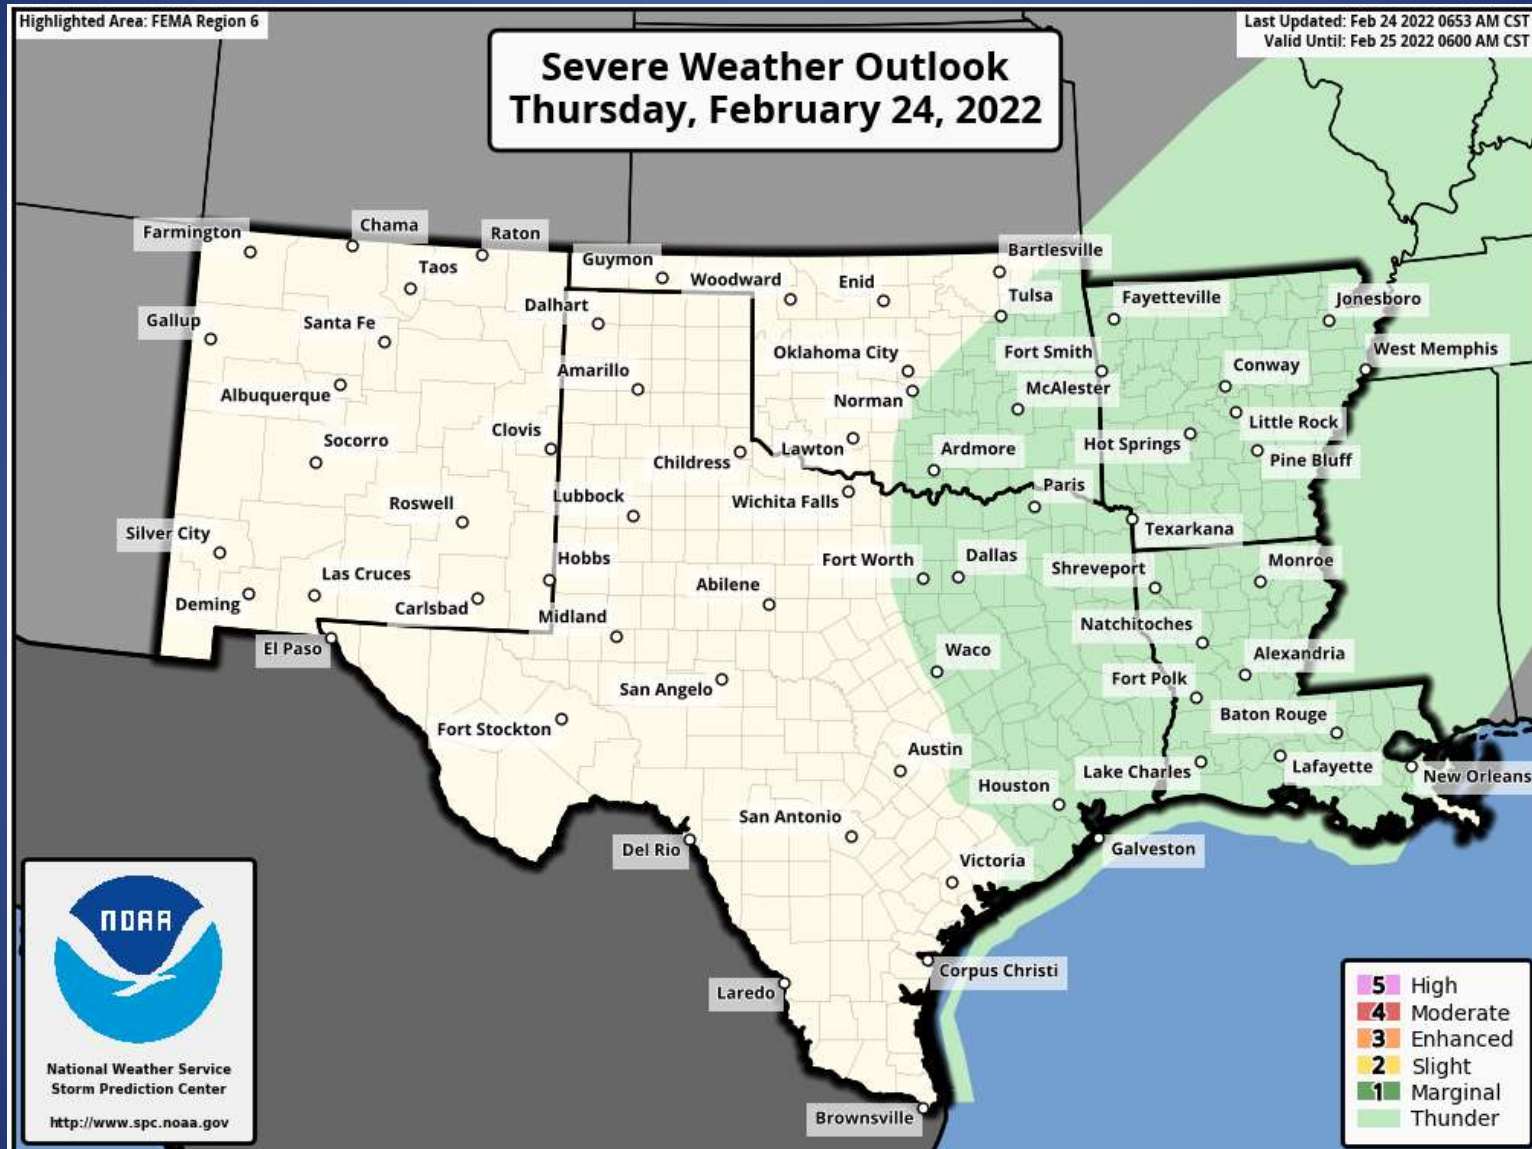 Highlighted Area: FEMA Region 6
Last Updated: Feb 24 2022 0653 AM CST
Valid Until: Feb 25 2022 0600 AM CST
Severe Weather Outlook
Thursday, February 24, 2022
Farmington
Chama
Raton
Taos
Guymon
Woodward
Enid
Bartlesville
Tulsa
Fayetteville
Jonesboro
Gallup
Santa Fe
Dalhart
Oklahoma City
Fort Smith
Conway
West Memphis
Albuquerque
Amarillo
Norman
McAlester
Little Rock
Socorro
Clovis
Childress
Lawton
Ardmore
Hot Springs
Pine Bluff
Roswell
Lubbock
Wichita Falls
Paris
Texarkana
Silver City
Las Cruces
Hobbs
Abilene
Fort Worth
Dallas
Shreveport
Monroe
Deming
Carlsbad
Midland
Natchitoches
El Paso
San Angelo
Waco
Fort Polk
Alexandria
Fort Stockton
Austin
Baton Rouge
Houston
Lake Charles
Lafayette
New Orleans
San Antonio
Del Rio
Victoria
Galveston
Laredo
Corpus Christi
Brownsville
NOAA
National Weather Service
Storm Prediction Center
http://www.spc.noaa.gov
5 High
4 Moderate
3 Enhanced
2 Slight
1 Marginal
Thunder